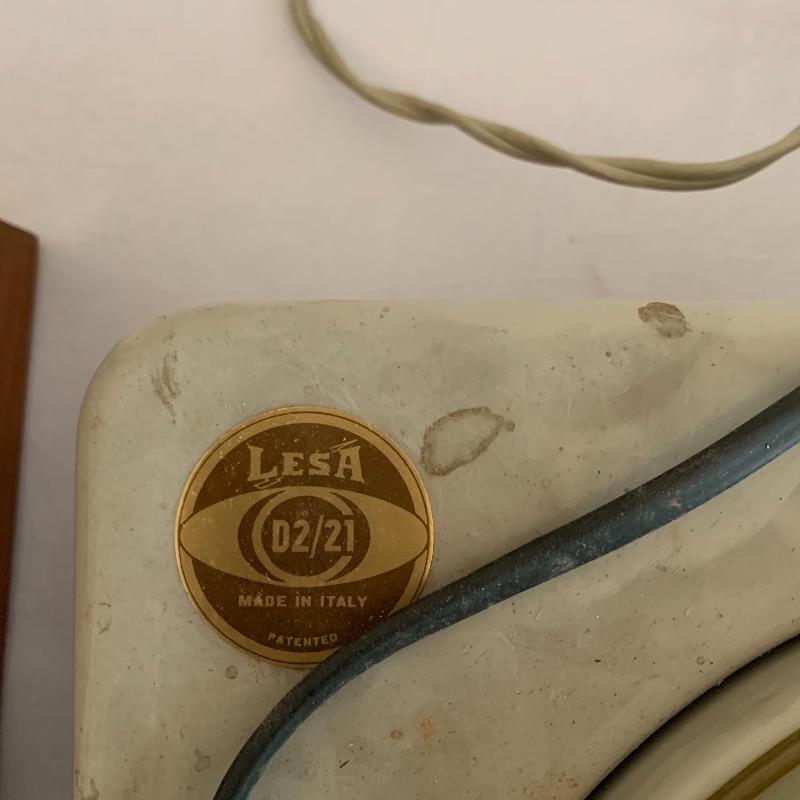 LESA
D2/21
MADE IN ITALY
PATENTED